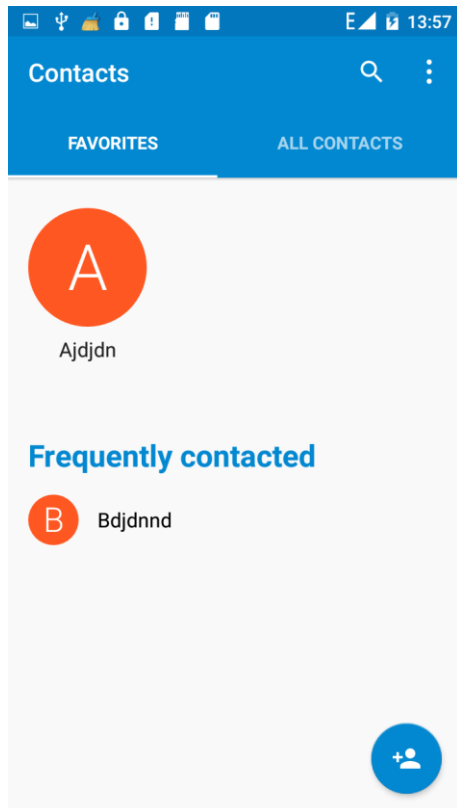 E 13:57
Contacts
FAVORITES ALL CONTACTS
A
Ajdjdn
Frequently contacted
B Bdjdnnd